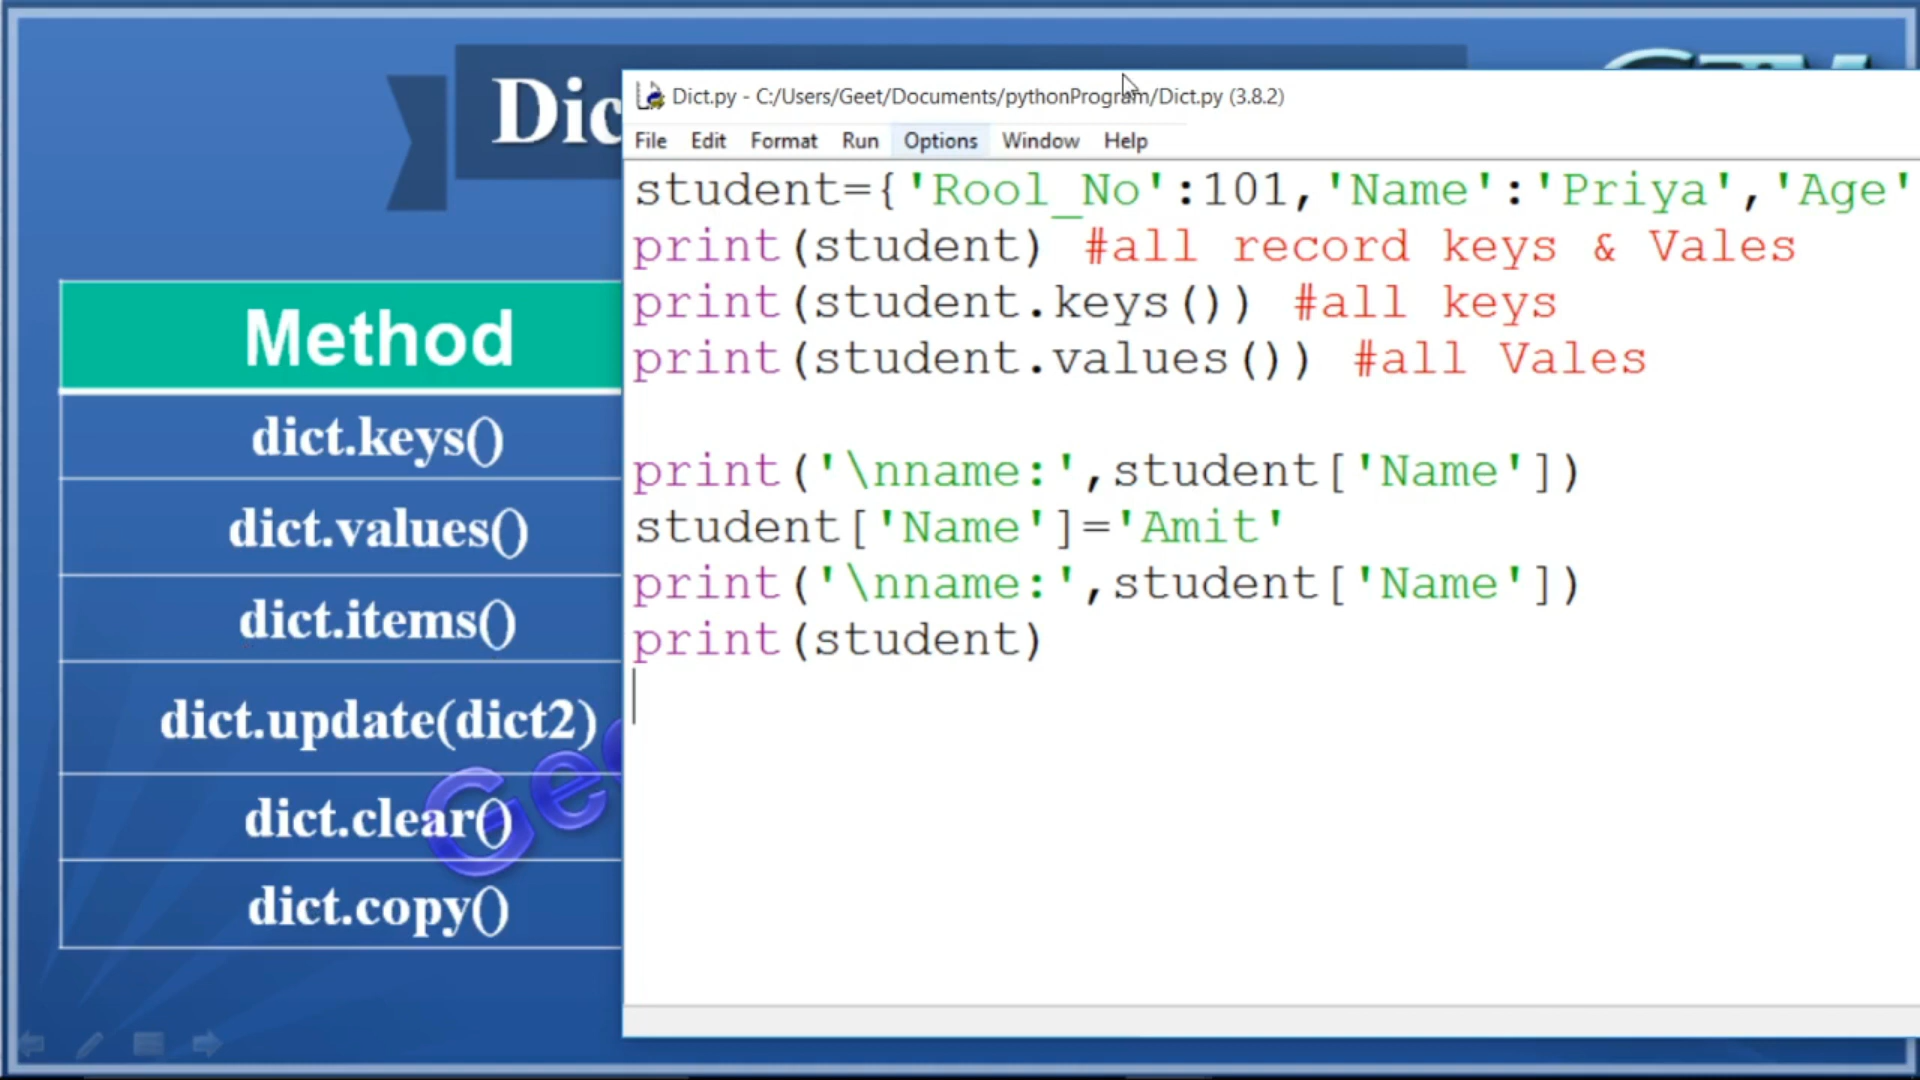 Dic
Dict.py - C:/Users/Geet/Documents/pythonProgram/Dict.py (3.8.2)
File Edit Format Run Options Window Help
student={'Rool_No':101,'Name':'Priya','Age'
print(student) #all record keys & Vales
print(student.keys()) #all keys
print(student.values()) #all Vales
print('\nname:',student['Name'])
student['Name']='Amit'
print('\nname:',student['Name'])
print(student)
Method
dict.keys()
dict.values()
dict.items()
dict.update(dict2)
dict.clear()
dict.copy()